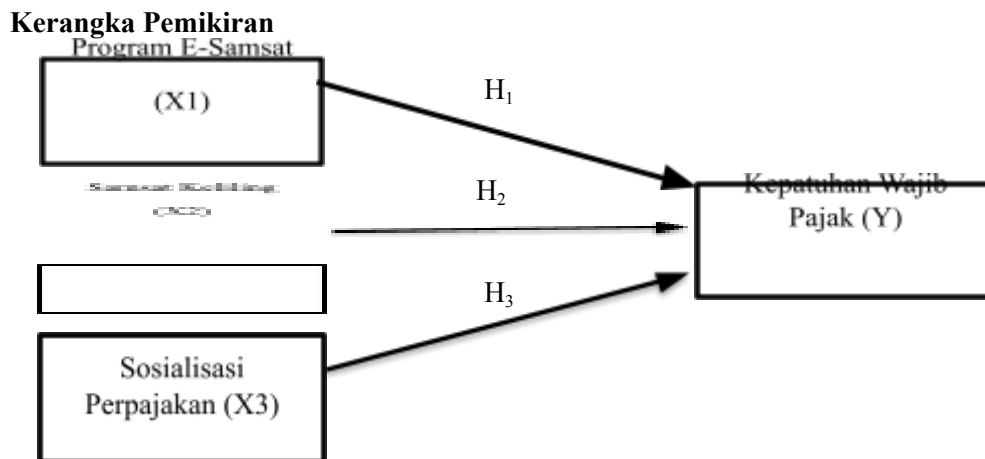 Kerangka Pemikiran
Program E-Samsat
(X1)
H₁
Samsat Keliling
(X2)
H₂
Kepatuhan Wajib
Pajak (Y)
H₃
Sosialisasi
Perpajakan (X3)